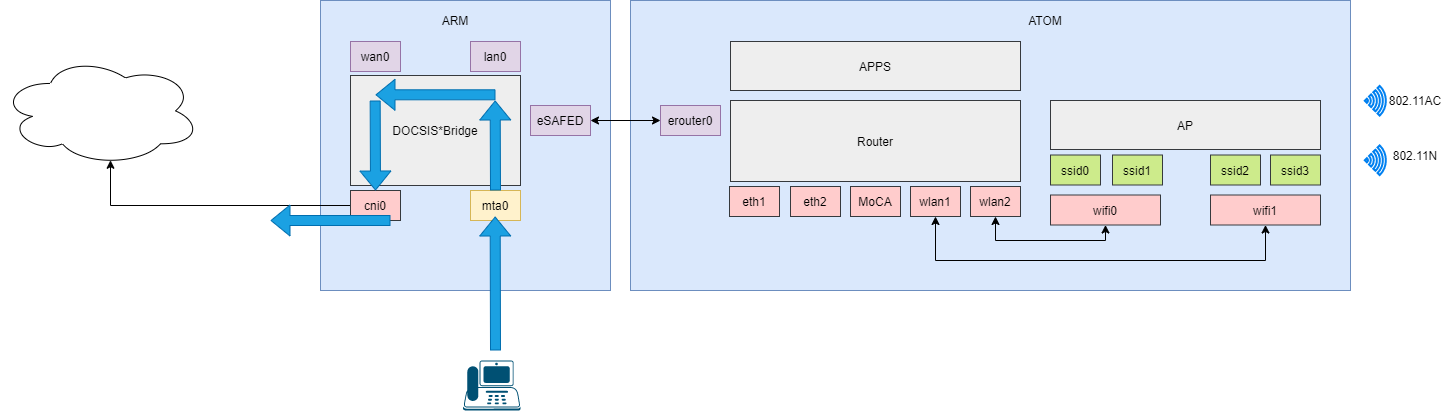 ARM
ATOM
wan0
lan0
APPS
DOCSIS*Bridge
eSAFED
erouter0
Router
AP
802.11AC
802.11N
ssid0
ssid1
ssid2
ssid3
cni0
mta0
eth1
eth2
MoCA
wlan1
wlan2
wifi0
wifi1